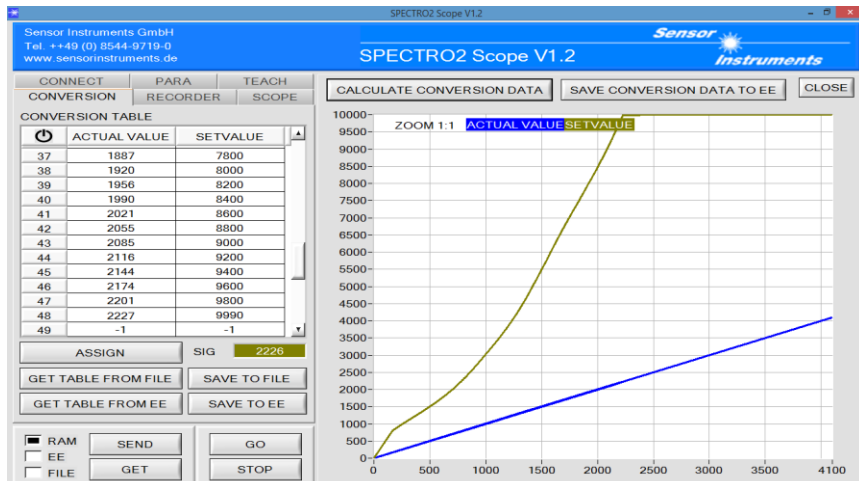 SPECTRO2 Scope V1.2
Sensor Instruments GmbH
Tel. ++49 (0) 8544-9719-0
www.sensorinstruments.de
SPECTRO2 Scope V1.2
Sensor
Instruments
CONNECT PARA TEACH
CONVERSION RECORDER SCOPE
CALCULATE CONVERSION DATA SAVE CONVERSION DATA TO EE CLOSE
CONVERSION TABLE
ACTUAL VALUE SETVALUE
37 1887 7800
38 1920 8000
39 1956 8200
40 1990 8400
41 2021 8600
42 2055 8800
43 2085 9000
44 2116 9200
45 2144 9400
46 2174 9600
47 2201 9800
48 2227 9990
49 -1 -1
ASSIGN SIG 2226
GET TABLE FROM FILE SAVE TO FILE
GET TABLE FROM EE SAVE TO EE
RAM
EE
FILE
SEND GO
GET STOP
ZOOM 1:1 ACTUAL VALUE SETVALUE
10000
9500
9000
8500
8000
7500
7000
6500
6000
5500
5000
4500
4000
3500
3000
2500
2000
1500
1000
500
0
0 500 1000 1500 2000 2500 3000 3500 4100